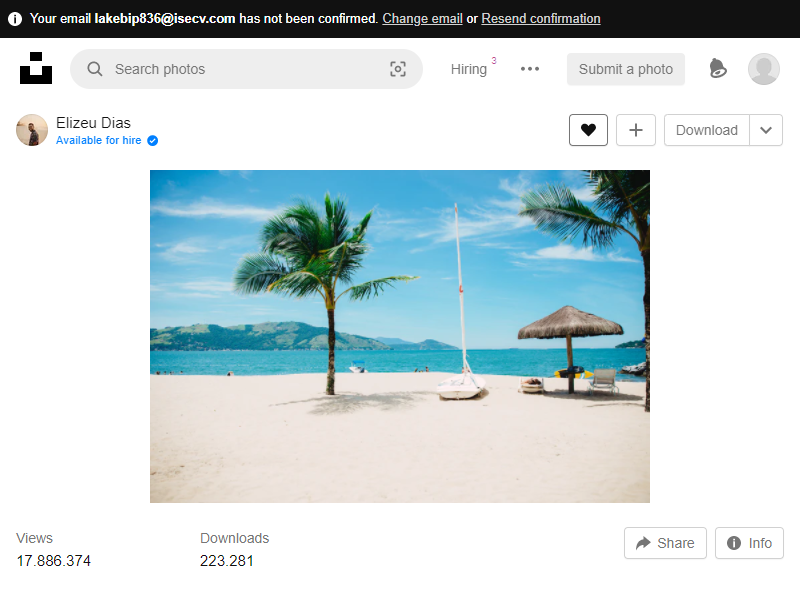 Your email lakebip836@isecv.com has not been confirmed. Change email or Resend confirmation
Search photos
Hiring 3
Submit a photo
Elizeu Dias
Available for hire
Download
Views
17.886.374
Downloads
223.281
Share
Info